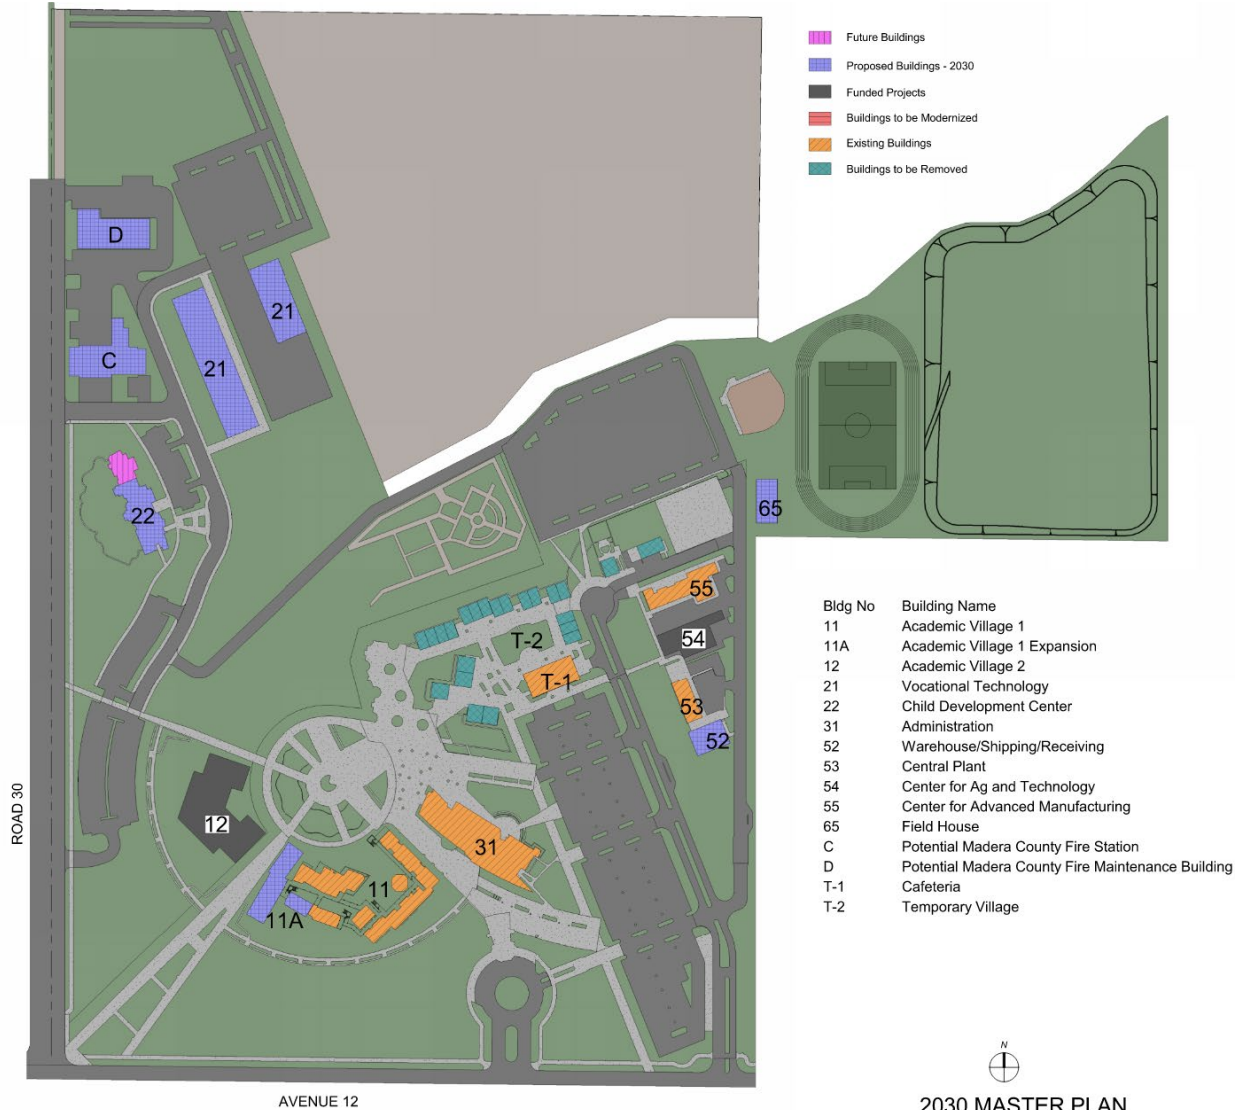 Future Buildings
Proposed Buildings - 2030
Funded Projects
Buildings to be Modernized
Existing Buildings
Buildings to be Removed
D
21
C
21
22
65
55
54
T-2
T-1
53
52
12
31
11
11A
ROAD 30
AVENUE 12
Bldg No Building Name
11 Academic Village 1
11A Academic Village 1 Expansion
12 Academic Village 2
21 Vocational Technology
22 Child Development Center
31 Administration
52 Warehouse/Shipping/Receiving
53 Central Plant
54 Center for Ag and Technology
55 Center for Advanced Manufacturing
65 Field House
C Potential Madera County Fire Station
D Potential Madera County Fire Maintenance Building
T-1 Cafeteria
T-2 Temporary Village
N
2030 MASTER PLAN